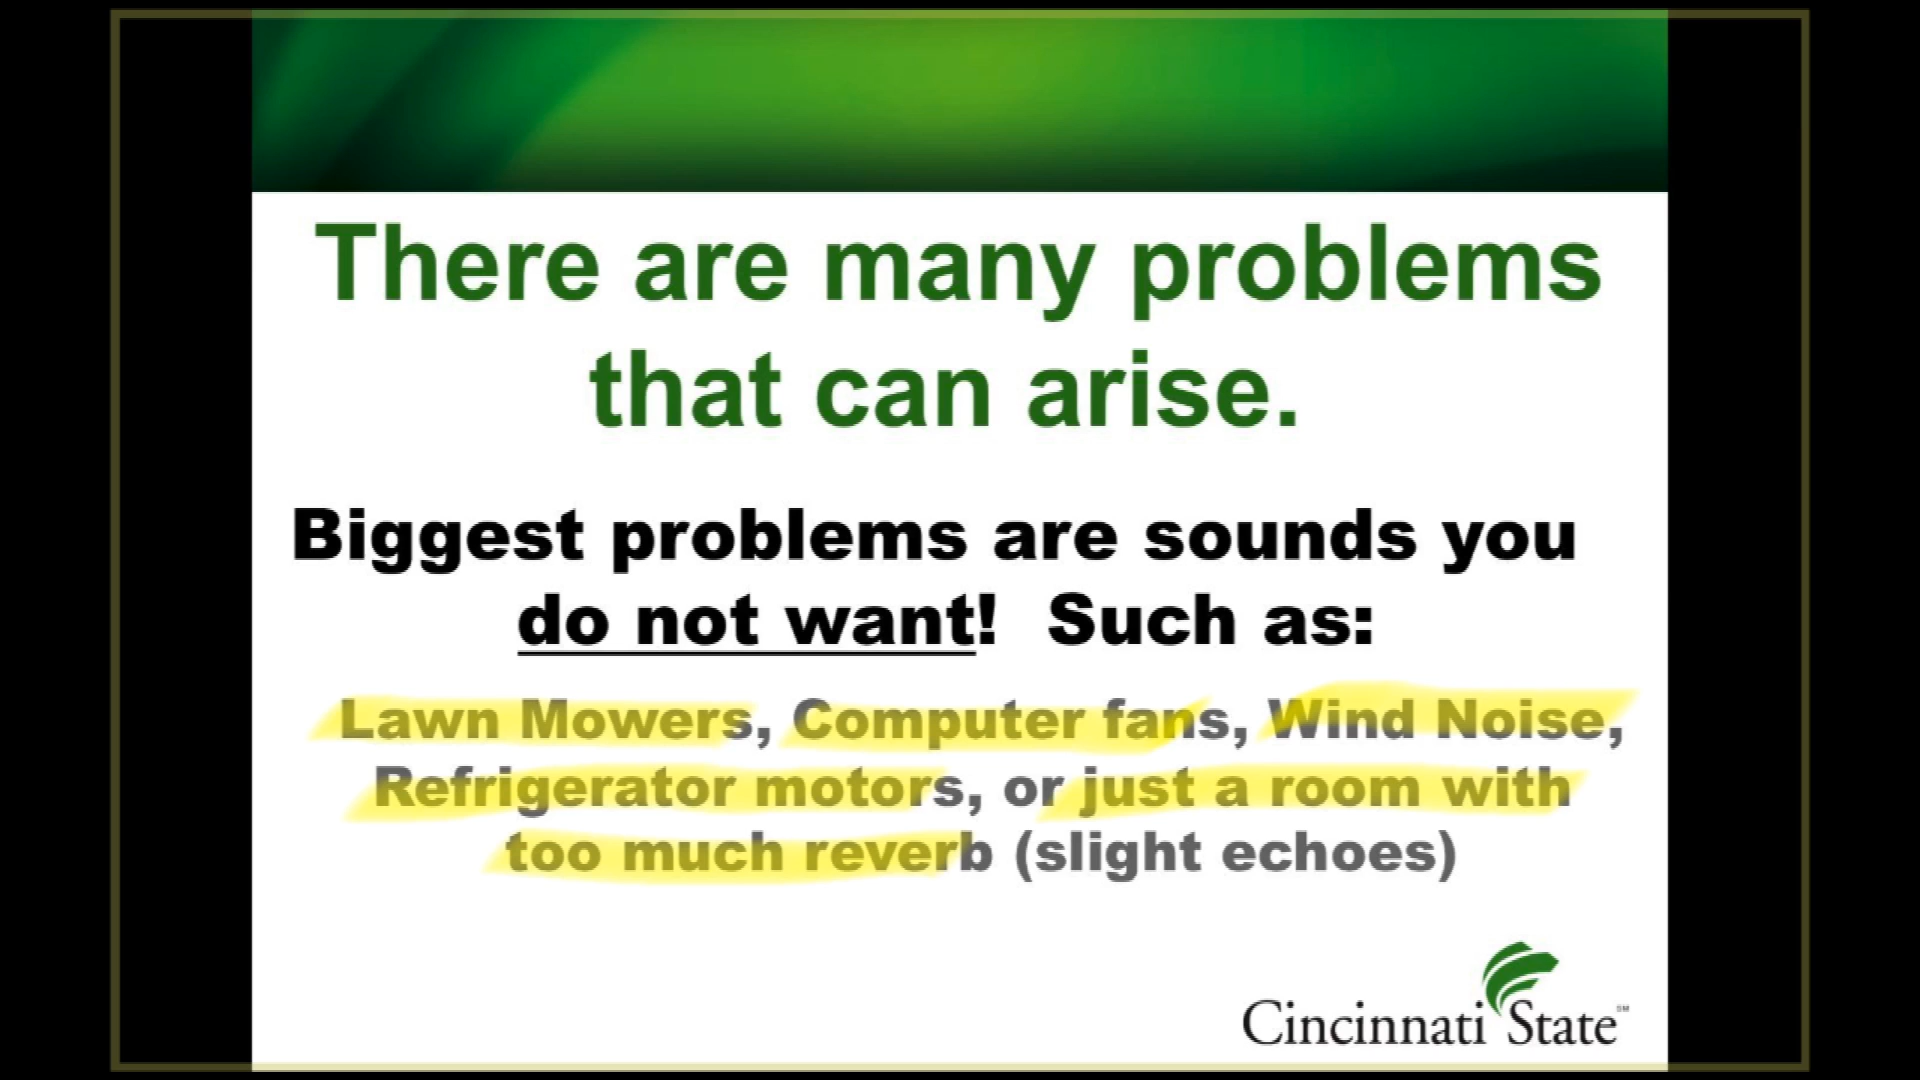 There are many problems
that can arise.
Biggest problems are sounds you
do not want!  Such as:
Lawn Mowers, Computer fans, Wind Noise,
Refrigerator motors, or just a room with
too much reverb (slight echoes)
Cincinnati State℠